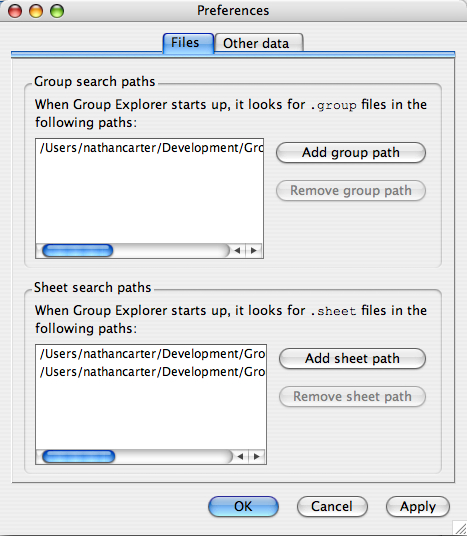 Preferences
Files Other data
Group search paths
When Group Explorer starts up, it looks for .group files in the
following paths:
/Users/nathancarter/Development/Gro
Add group path
Remove group path
Sheet search paths
When Group Explorer starts up, it looks for .sheet files in the
following paths:
/Users/nathancarter/Development/Gro
/Users/nathancarter/Development/Gro
Add sheet path
Remove sheet path
OK Cancel Apply